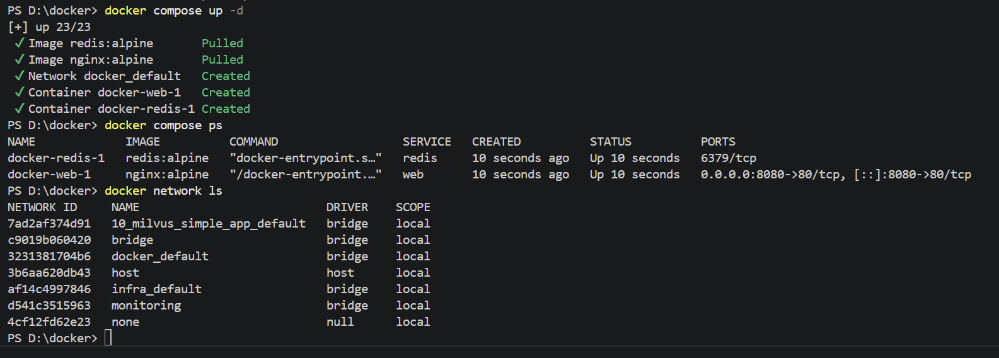 PS D:\docker> docker compose up -d
[+] up 23/23
 ✓ Image redis:alpine       Pulled
 ✓ Image nginx:alpine       Pulled
 ✓ Network docker_default   Created
 ✓ Container docker-web-1   Created
 ✓ Container docker-redis-1 Created
PS D:\docker> docker compose ps
NAME             IMAGE          COMMAND                  SERVICE   CREATED          STATUS          PORTS
docker-redis-1   redis:alpine   "docker-entrypoint.s…"   redis     10 seconds ago   Up 10 seconds   6379/tcp
docker-web-1     nginx:alpine   "/docker-entrypoint.…"   web       10 seconds ago   Up 10 seconds   0.0.0.0:8080->80/tcp, [::]:8080->80/tcp
PS D:\docker> docker network ls
NETWORK ID     NAME                           DRIVER    SCOPE
7ad2af374d91   10_milvus_simple_app_default   bridge    local
c9019b060420   bridge                         bridge    local
3231381704b6   docker_default                 bridge    local
3b6aa620db43   host                           host      local
af14c4997846   infra_default                  bridge    local
d541c3515963   monitoring                     bridge    local
4cf12fd62e23   none                           null      local
PS D:\docker>